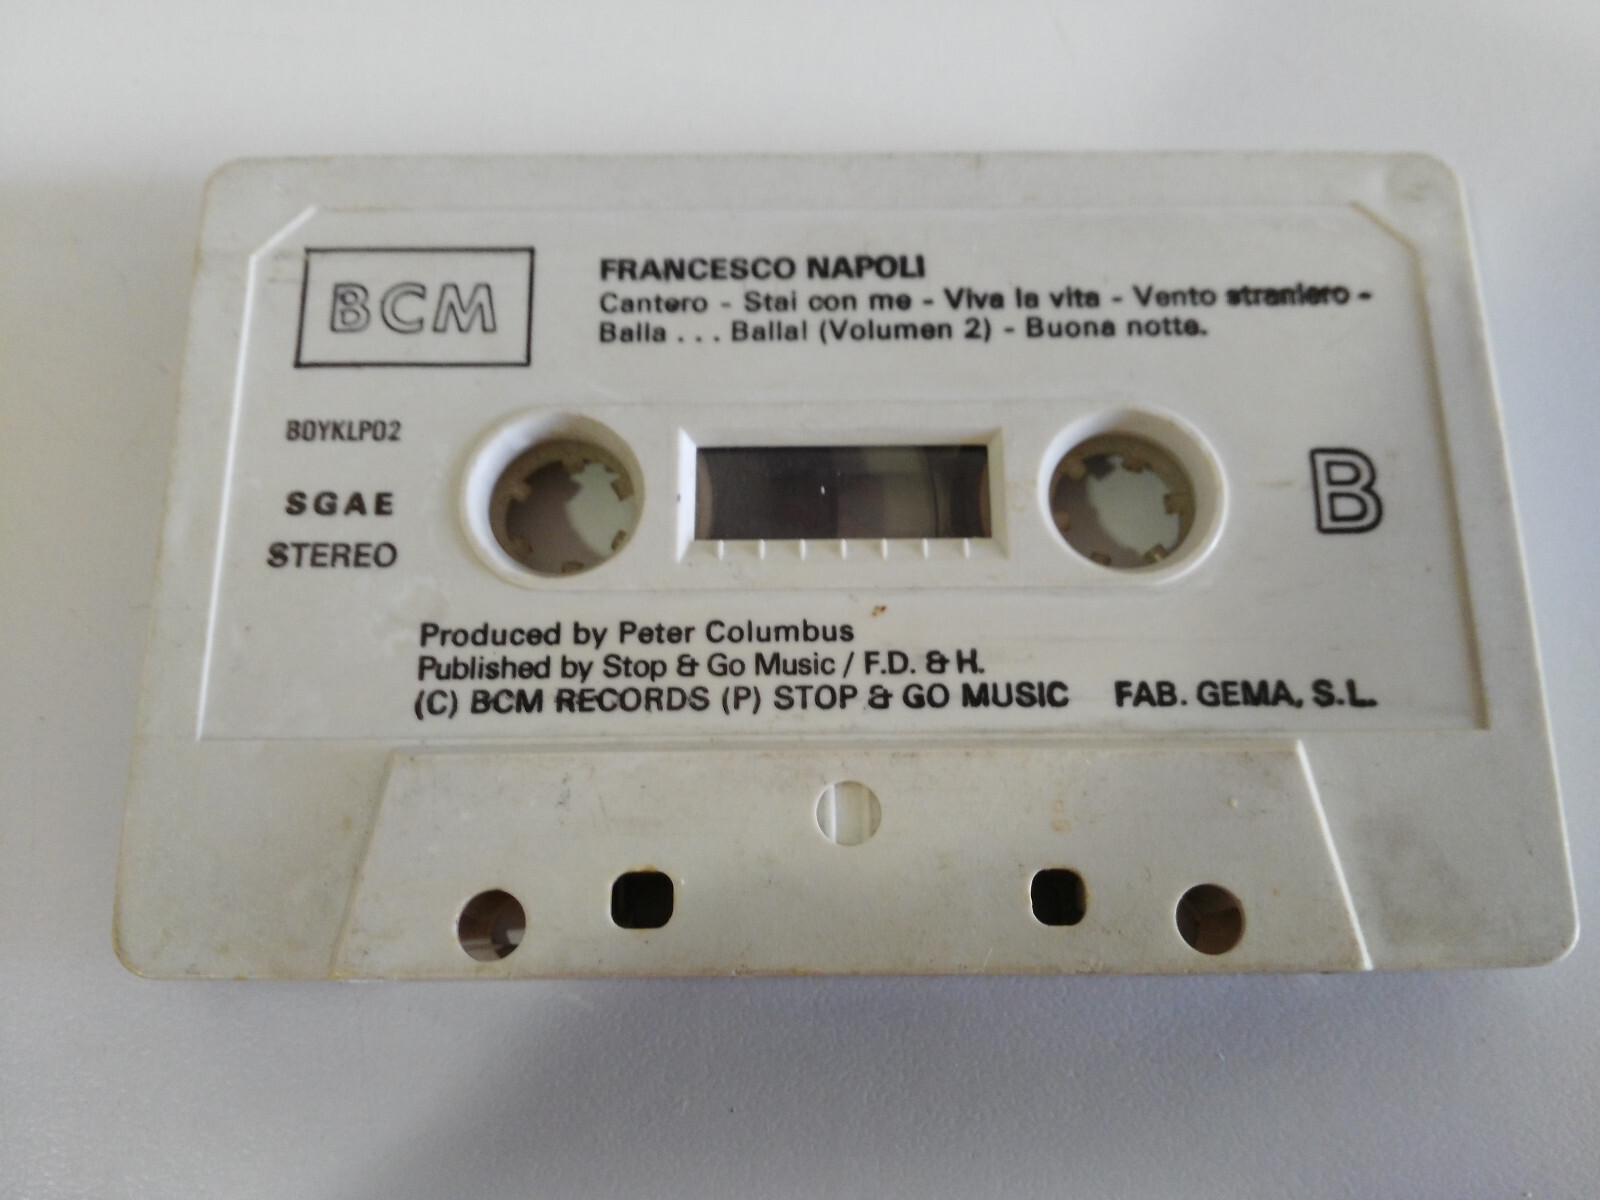 BCM
FRANCESCO NAPOLI
Cantero - Stai con me - Viva la vita - Vento straniero -
Balla . . . Balla! (Volumen 2) - Buona notte.
BOYKLP02
SGAE
STEREO
B
Produced by Peter Columbus
Published by Stop & Go Music / F.D. & H.
(C) BCM RECORDS (P) STOP & GO MUSIC FAB. GEMA, S.L.